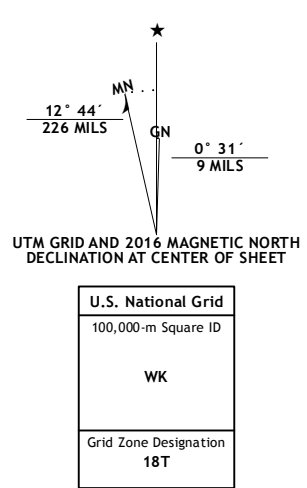 ★
MN
12° 44´
226 MILS
GN
0° 31´
9 MILS
UTM GRID AND 2016 MAGNETIC NORTH
DECLINATION AT CENTER OF SHEET
U.S. National Grid
100,000-m Square ID
WK
Grid Zone Designation
18T